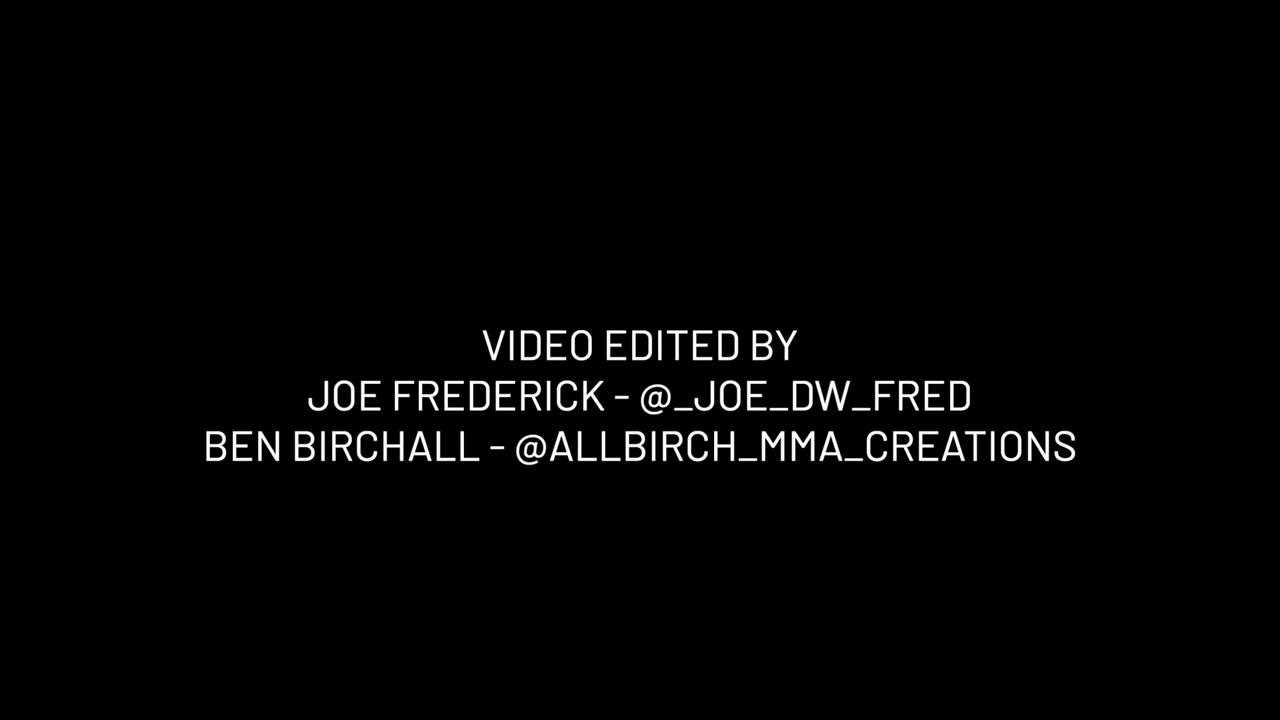 VIDEO EDITED BY
JOE FREDERICK - @_JOE_DW_FRED
BEN BIRCHALL - @ALLBIRCH_MMA_CREATIONS